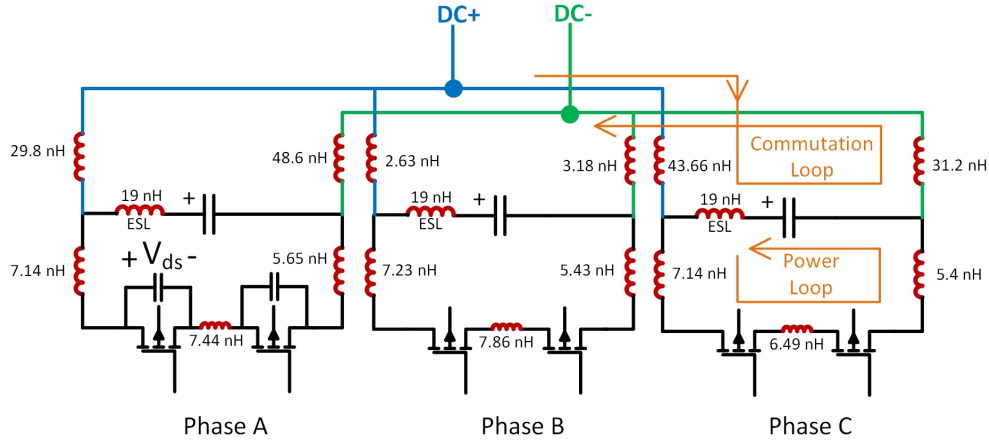 DC+
DC-
29.8 nH
48.6 nH
2.63 nH
3.18 nH
43.66 nH
Commutation
Loop
31.2 nH
19 nH
+
ESL
19 nH
+
ESL
19 nH
+
ESL
7.14 nH
+ Vds -
5.65 nH
7.23 nH
5.43 nH
7.14 nH
Power
Loop
5.4 nH
7.44 nH
7.86 nH
6.49 nH
Phase A
Phase B
Phase C